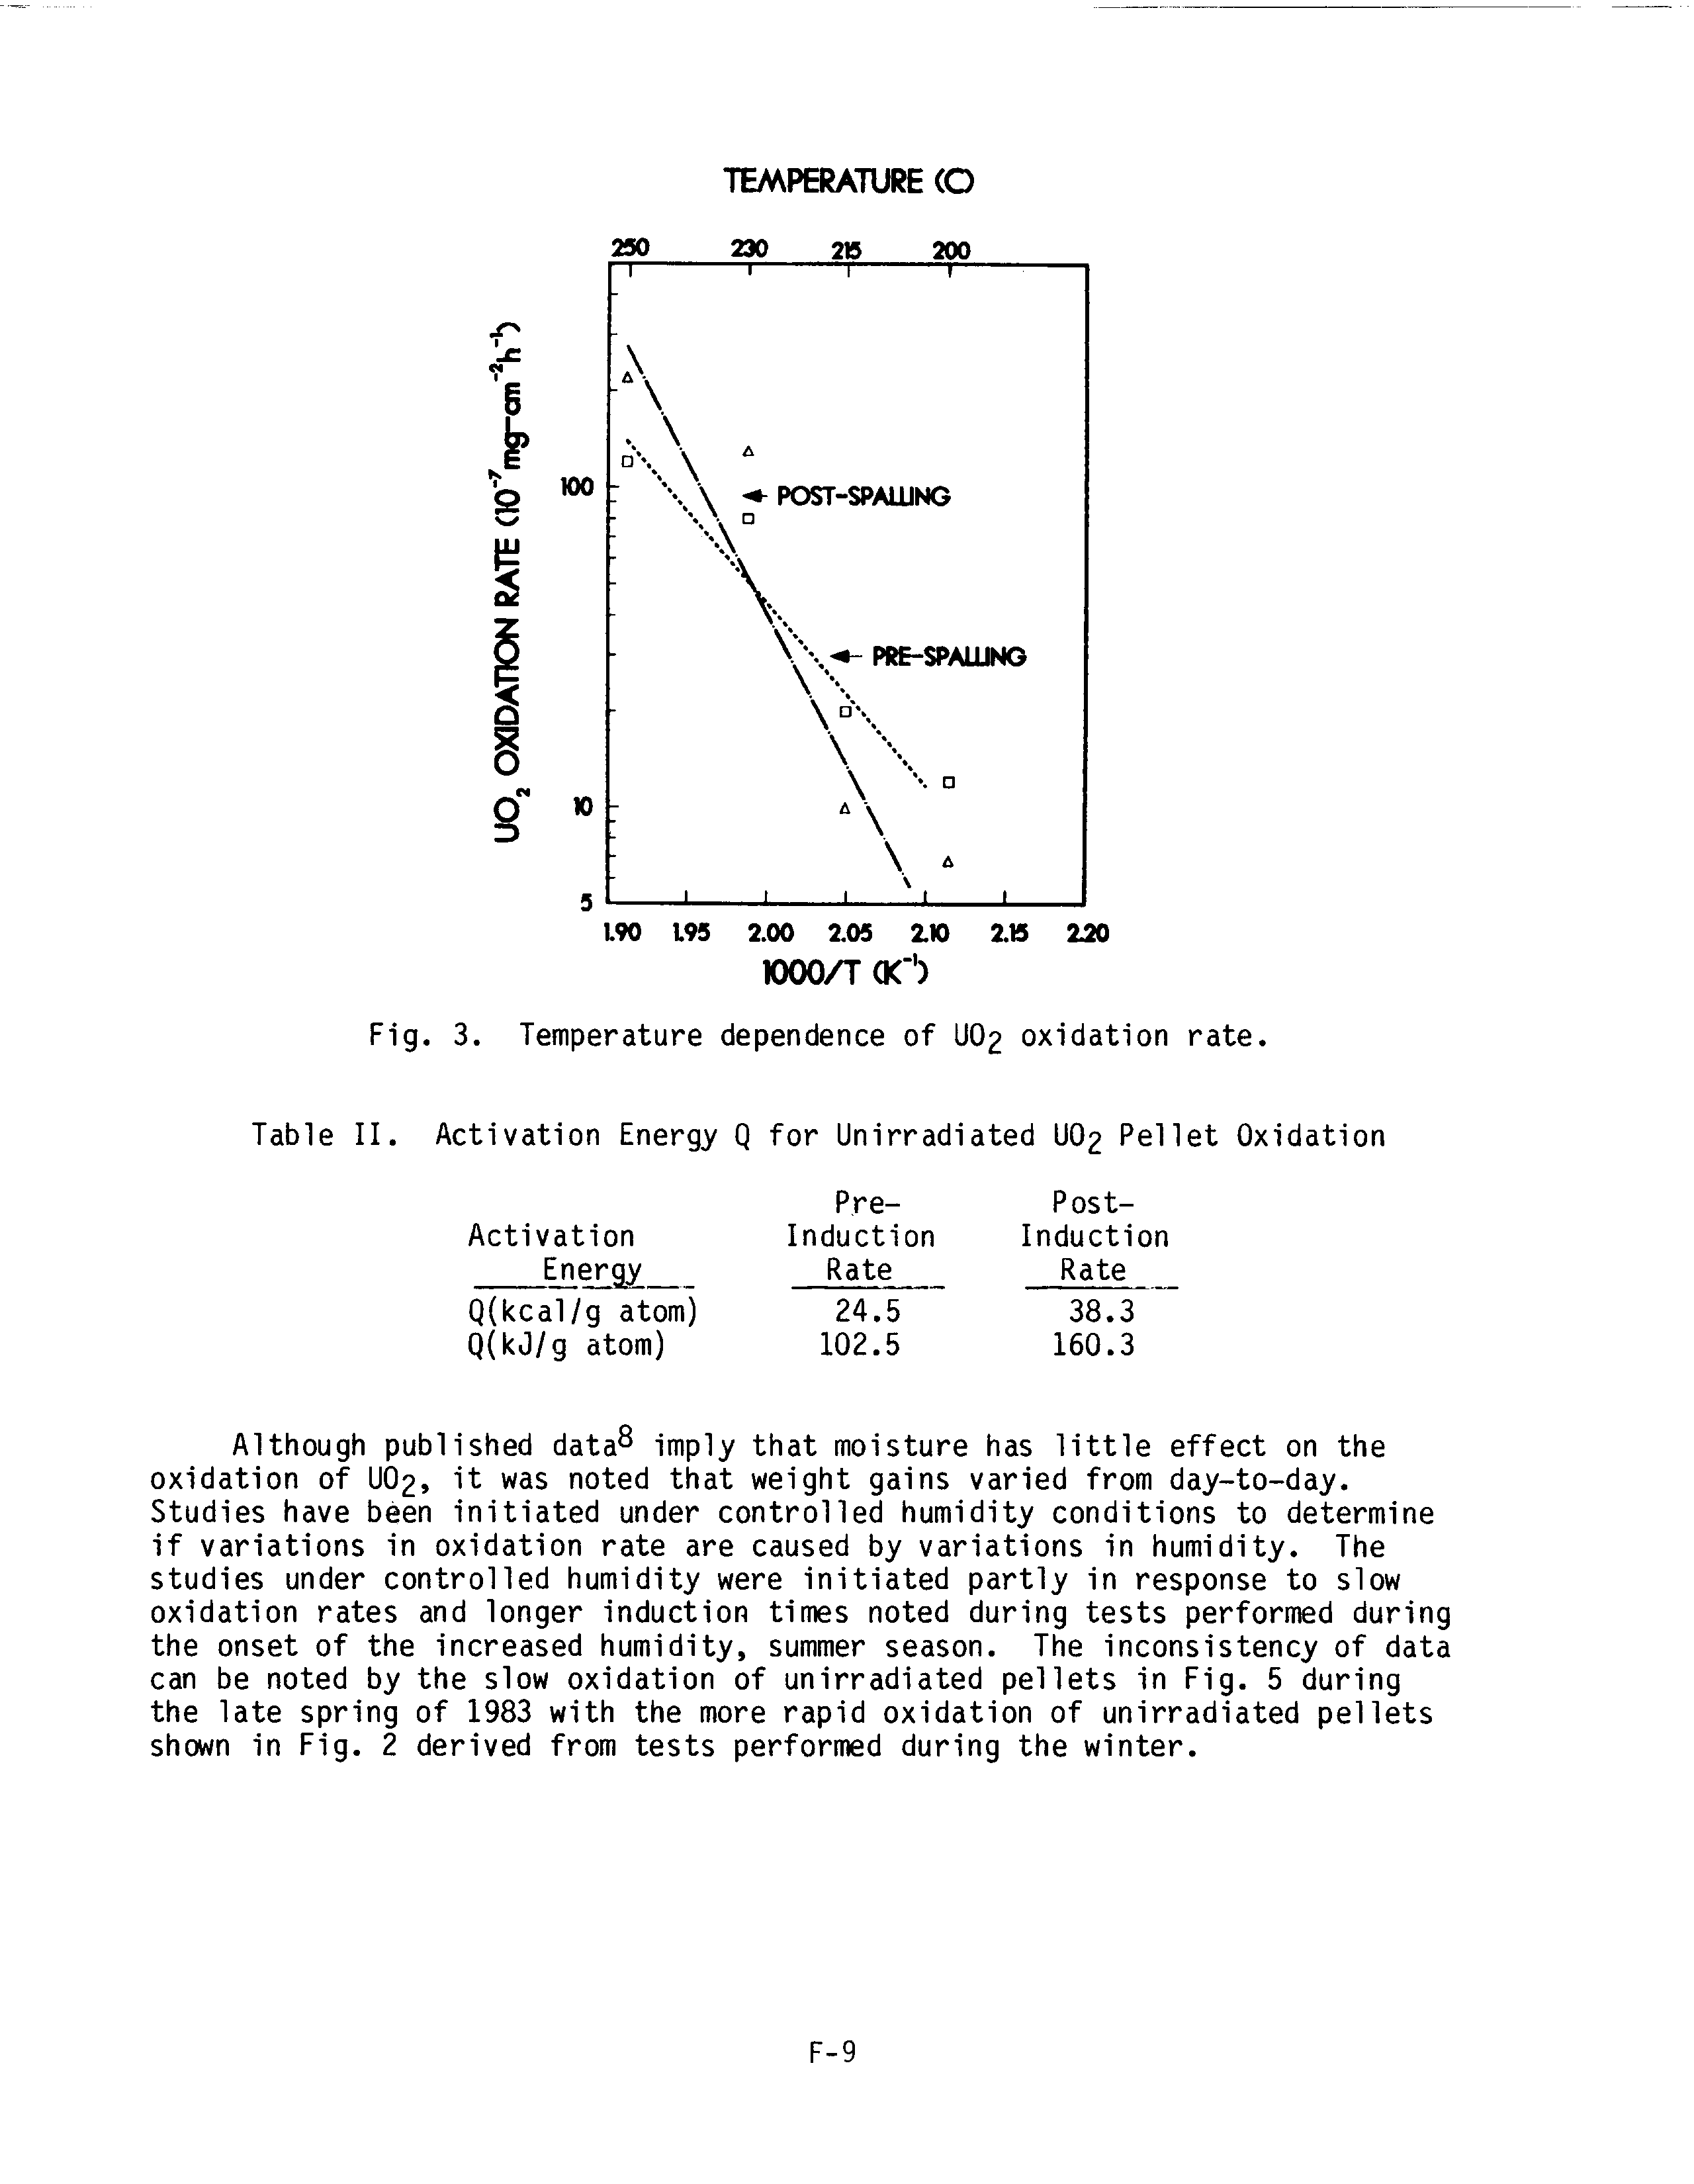 TEMPERATURE (C)
250 230 215 200
UO2 OXIDATION RATE (10-7 mg-cm-2h-1)
100
10
5
POST-SPALLING
PRE-SPALLING
1.90 1.95 2.00 2.05 2.10 2.15 2.20
1000/T (K-1)
Fig. 3. Temperature dependence of UO2 oxidation rate.
Table II. Activation Energy Q for Unirradiated UO2 Pellet Oxidation
Pre- Post-
Activation Induction Induction
Energy Rate Rate
Q(kcal/g atom) 24.5 38.3
Q(kJ/g atom) 102.5 160.3
Although published data8 imply that moisture has little effect on the
oxidation of UO2, it was noted that weight gains varied from day-to-day.
Studies have been initiated under controlled humidity conditions to determine
if variations in oxidation rate are caused by variations in humidity. The
studies under controlled humidity were initiated partly in response to slow
oxidation rates and longer induction times noted during tests performed during
the onset of the increased humidity, summer season. The inconsistency of data
can be noted by the slow oxidation of unirradiated pellets in Fig. 5 during
the late spring of 1983 with the more rapid oxidation of unirradiated pellets
shown in Fig. 2 derived from tests performed during the winter.
F-9